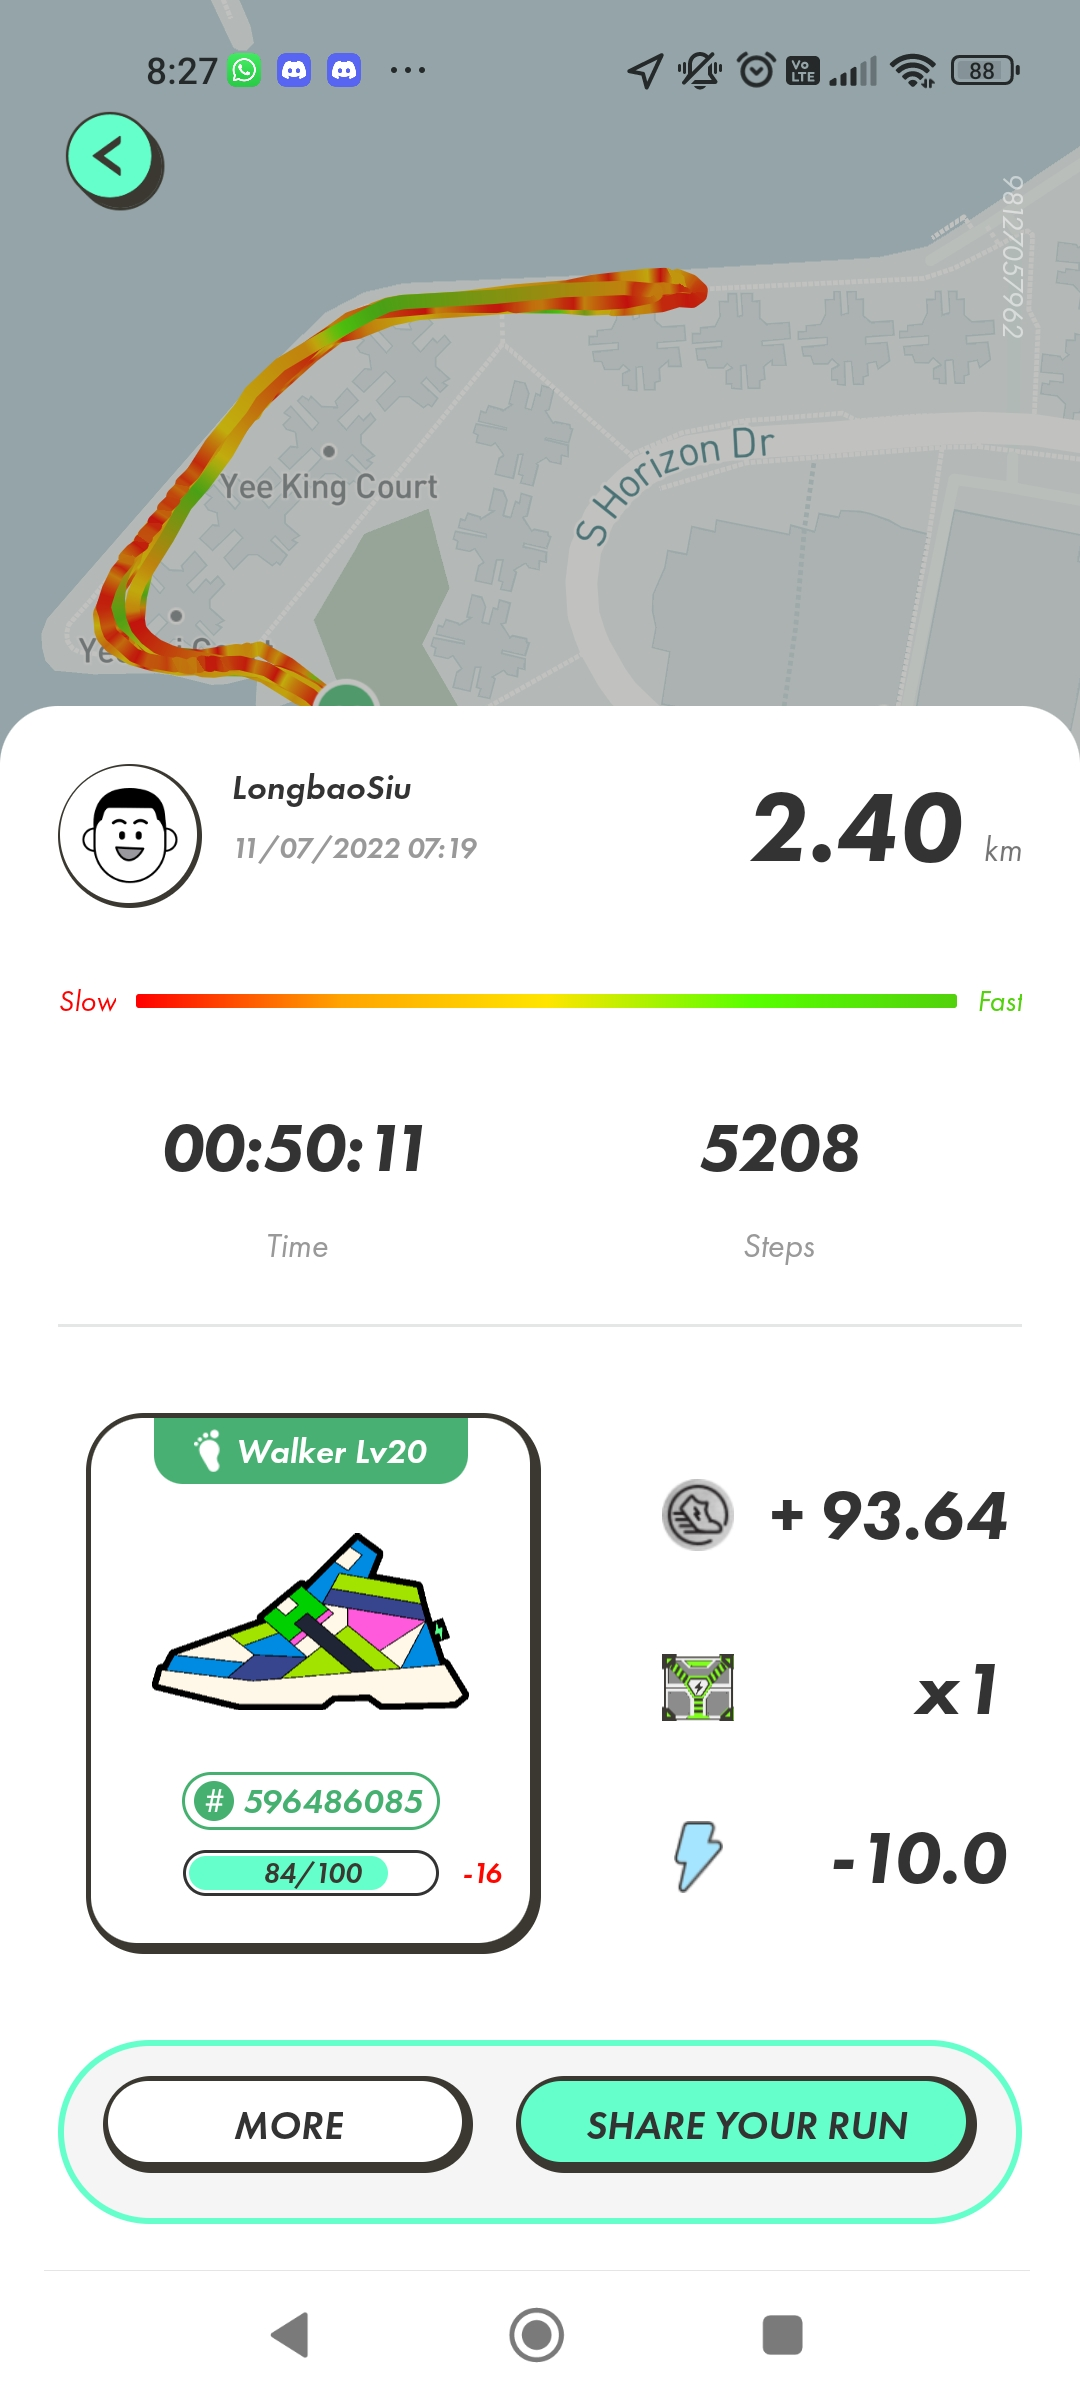 8:27
Vo LTE
88
98127057962
Yee King Court
S Horizon Dr
LongbaoSiu
11/07/2022 07:19
2.40 km
Slow
Fast
00:50:11
5208
Time
Steps
Walker Lv20
+ 93.64
x1
# 596486085
84/100
-16
-10.0
MORE
SHARE YOUR RUN